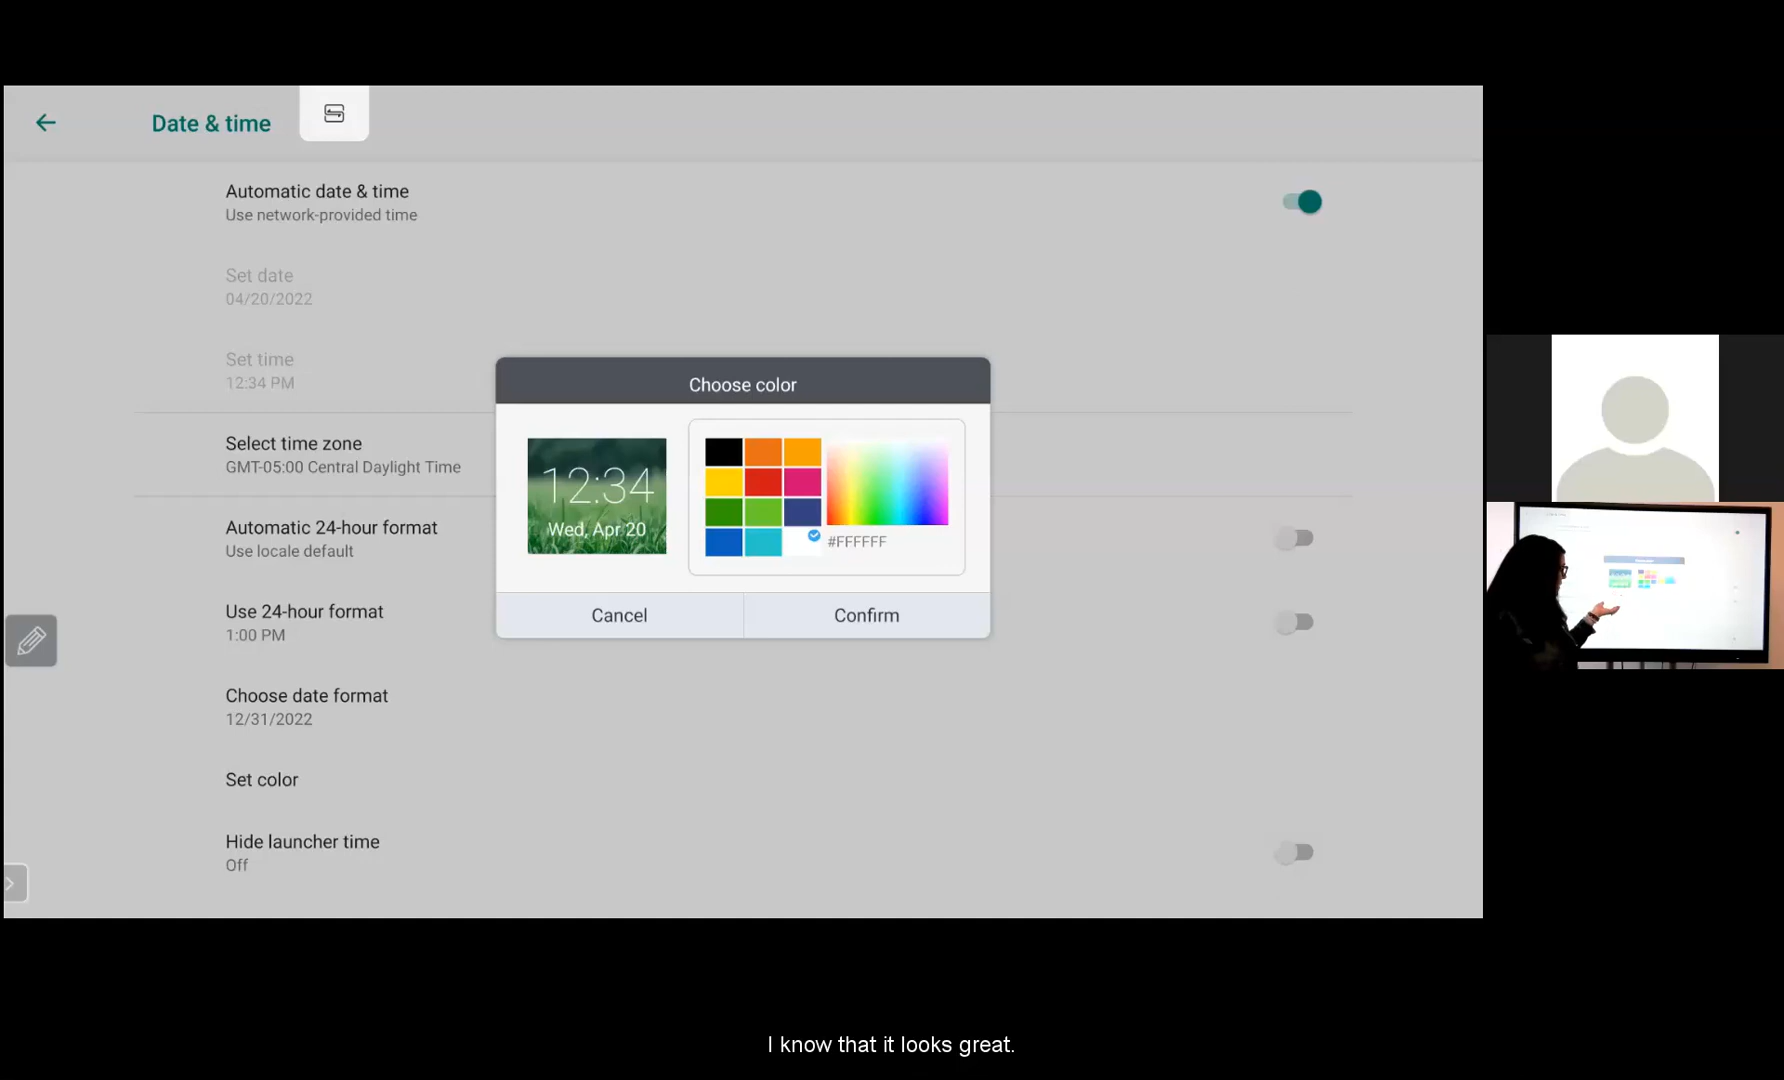 Date & time
Automatic date & time
Use network-provided time
Set date
04/20/2022
Set time
12:34 PM
Select time zone
GMT-05:00 Central Daylight Time
Automatic 24-hour format
Use locale default
Use 24-hour format
1:00 PM
Choose date format
12/31/2022
Set color
Hide launcher time
Off
Choose color
12:34
Wed, Apr 20
#FFFFFF
Cancel
Confirm
I know that it looks great.